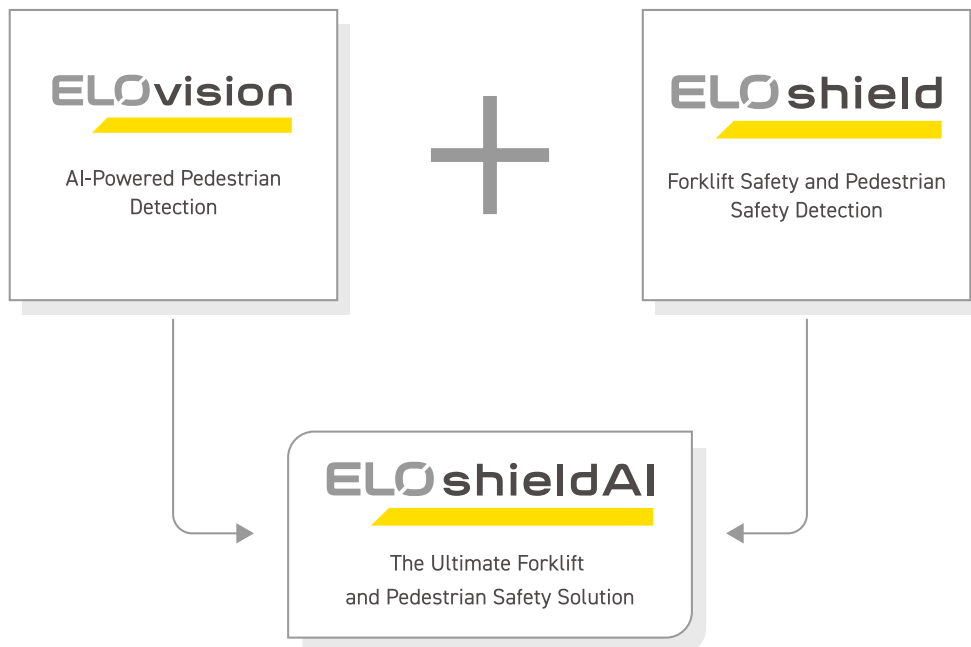 ELOvision
AI-Powered Pedestrian
Detection
ELOshield
Forklift Safety and Pedestrian
Safety Detection
ELOshieldAI
The Ultimate Forklift
and Pedestrian Safety Solution